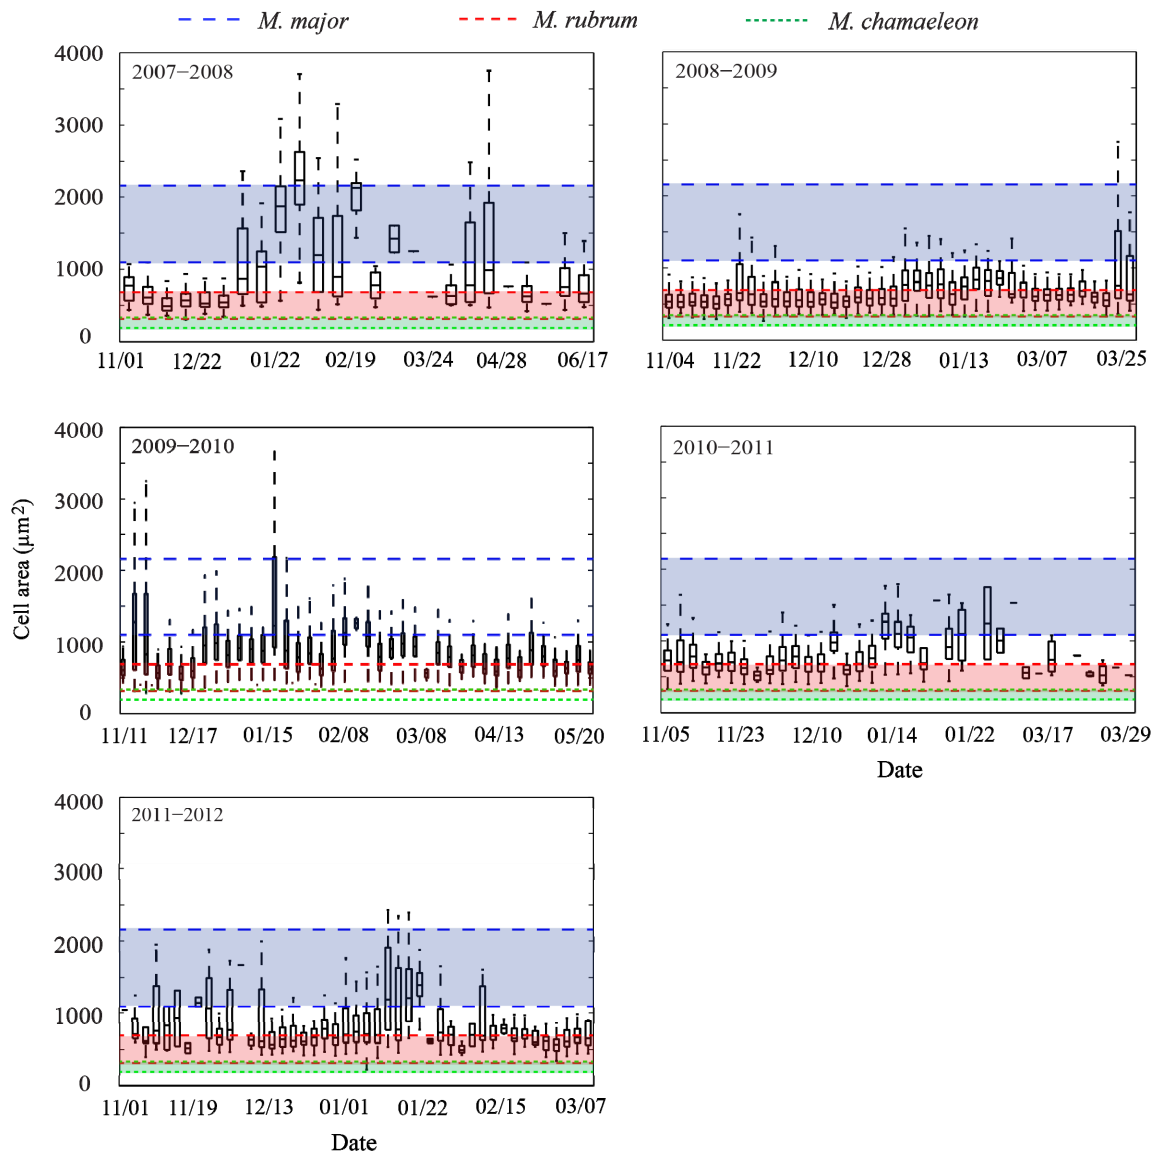 M. major M. rubrum M. chamaeleon
2007–2008
4000
3000
2000
1000
0
11/01 12/22 01/22 02/19 03/24 04/28 06/17
2008–2009
11/04 11/22 12/10 12/28 01/13 03/07 03/25
Cell area (µm²)
2009–2010
4000
3000
2000
1000
0
11/11 12/17 01/15 02/08 03/08 04/13 05/20
2010–2011
11/05 11/23 12/10 01/14 01/22 03/17 03/29
Date
2011–2012
4000
3000
2000
1000
0
11/01 11/19 12/13 01/01 01/22 02/15 03/07
Date